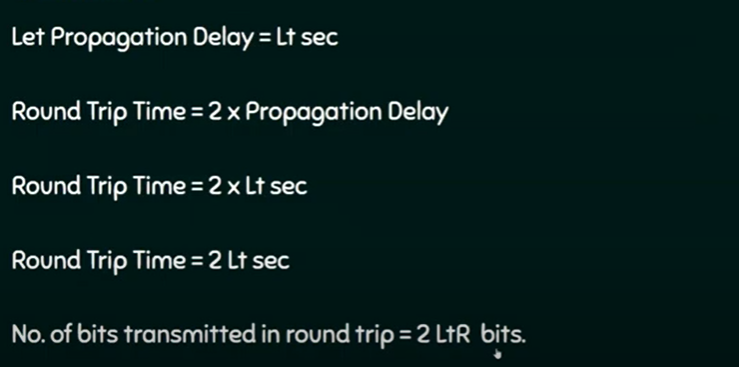 Let Propagation Delay = Lt sec
Round Trip Time = 2 x Propagation Delay
Round Trip Time = 2 x Lt sec
Round Trip Time = 2 Lt sec
No. of bits transmitted in round trip = 2 LtR bits.